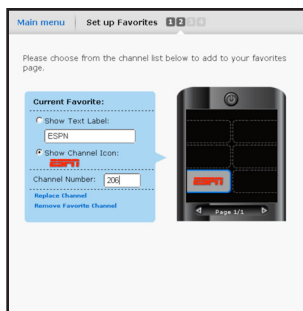 Main menu Set up Favorites 1 2 3 4
Please choose from the channel list below to add to your favorites
page.
Current Favorite:
Show Text Label:
ESPN
Show Channel Icon:
ESPN
Channel Number: 206
Replace Channel
Remove Favorite Channel
ESPN
Page 1/1